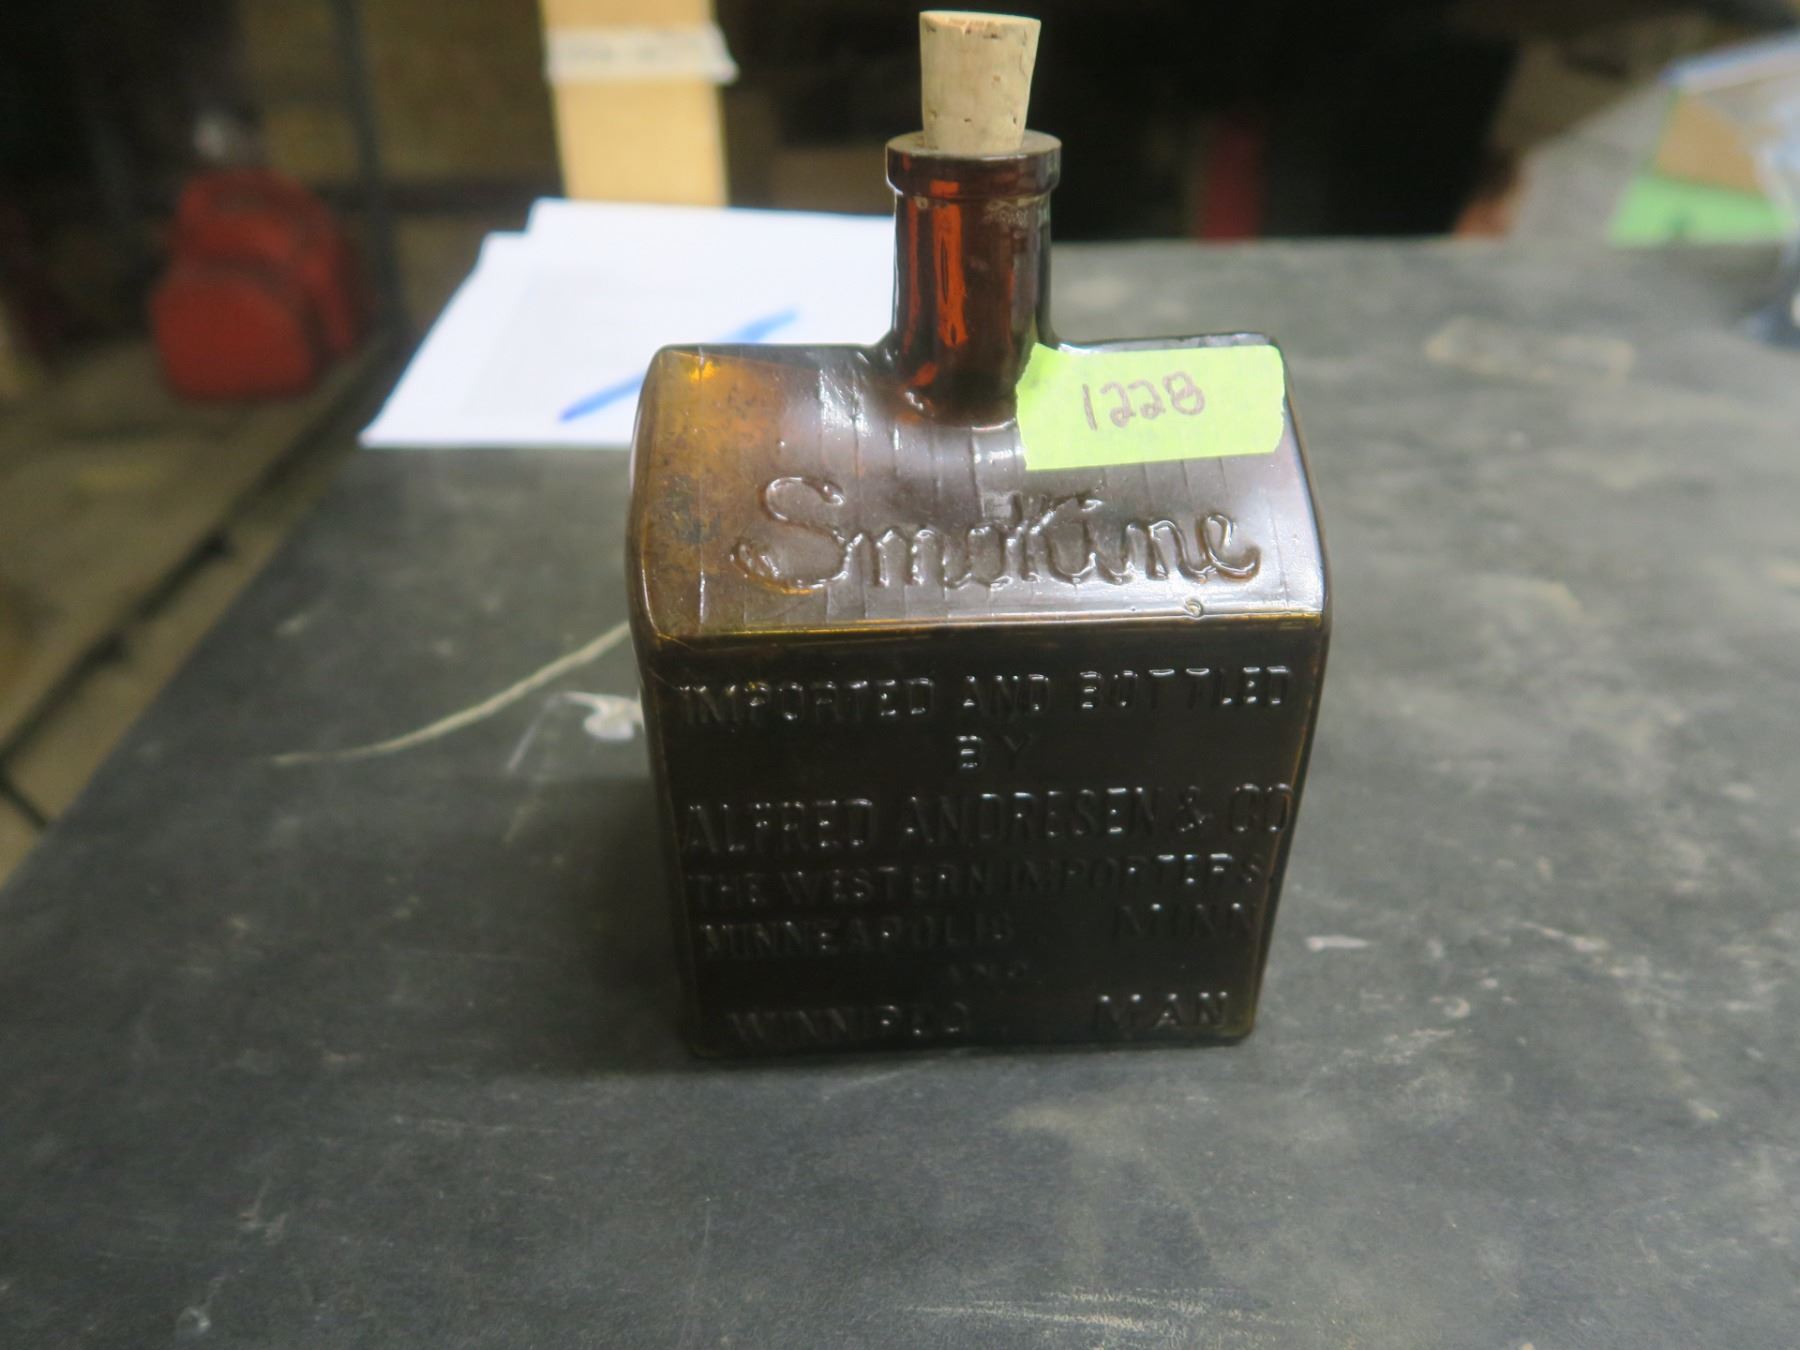 1228
Smokine
IMPORTED AND BOTTLED
BY
ALFRED ANDRESEN & CO
THE WESTERN IMPORTERS
MINNEAPOLIS, MINN
AND
WINNIPEG MAN